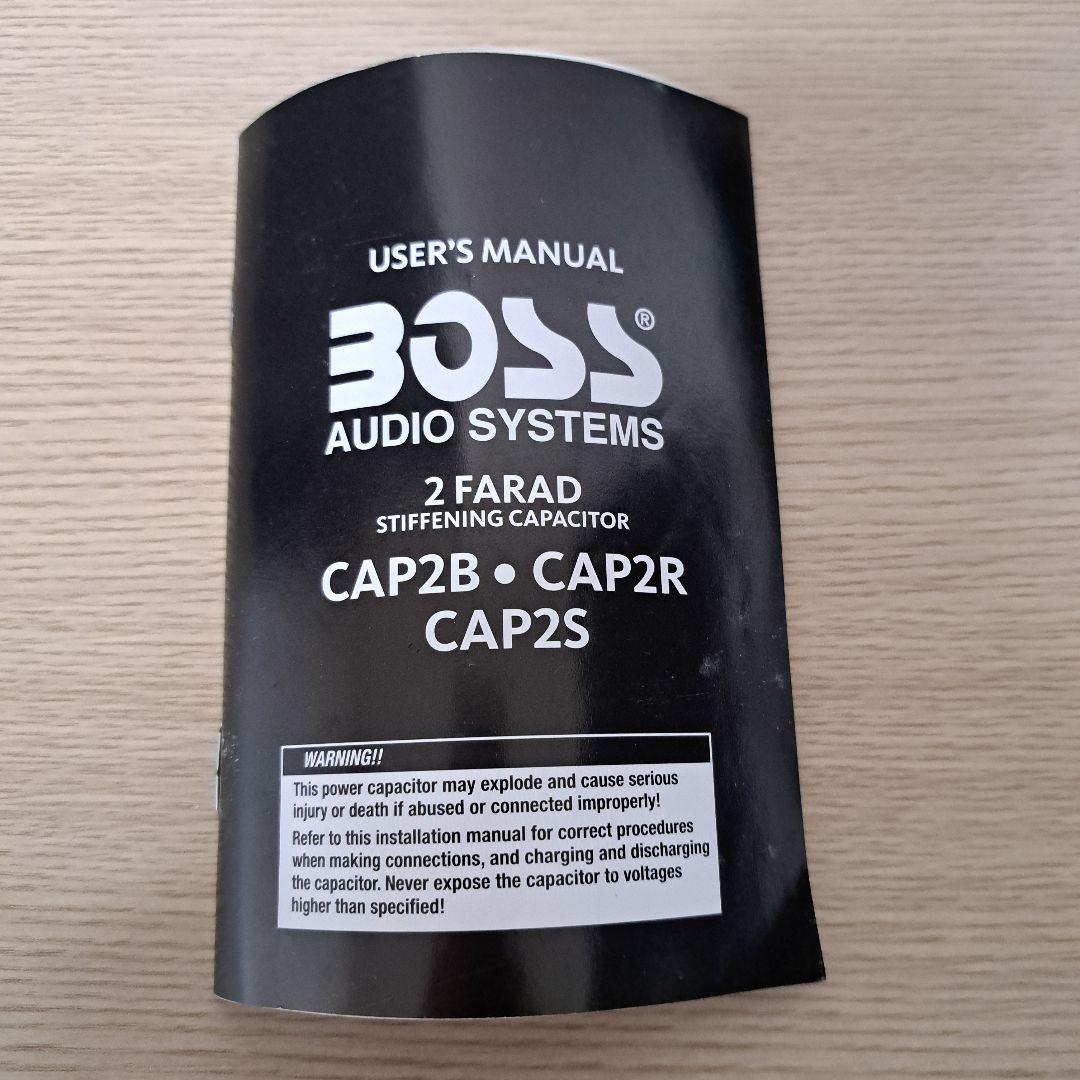 USER'S MANUAL
BOSS®
AUDIO SYSTEMS
2 FARAD
STIFFENING CAPACITOR
CAP2B • CAP2R
CAP2S
WARNING!!
This power capacitor may explode and cause serious
injury or death if abused or connected improperly!
Refer to this installation manual for correct procedures
when making connections, and charging and discharging
the capacitor. Never expose the capacitor to voltages
higher than specified!